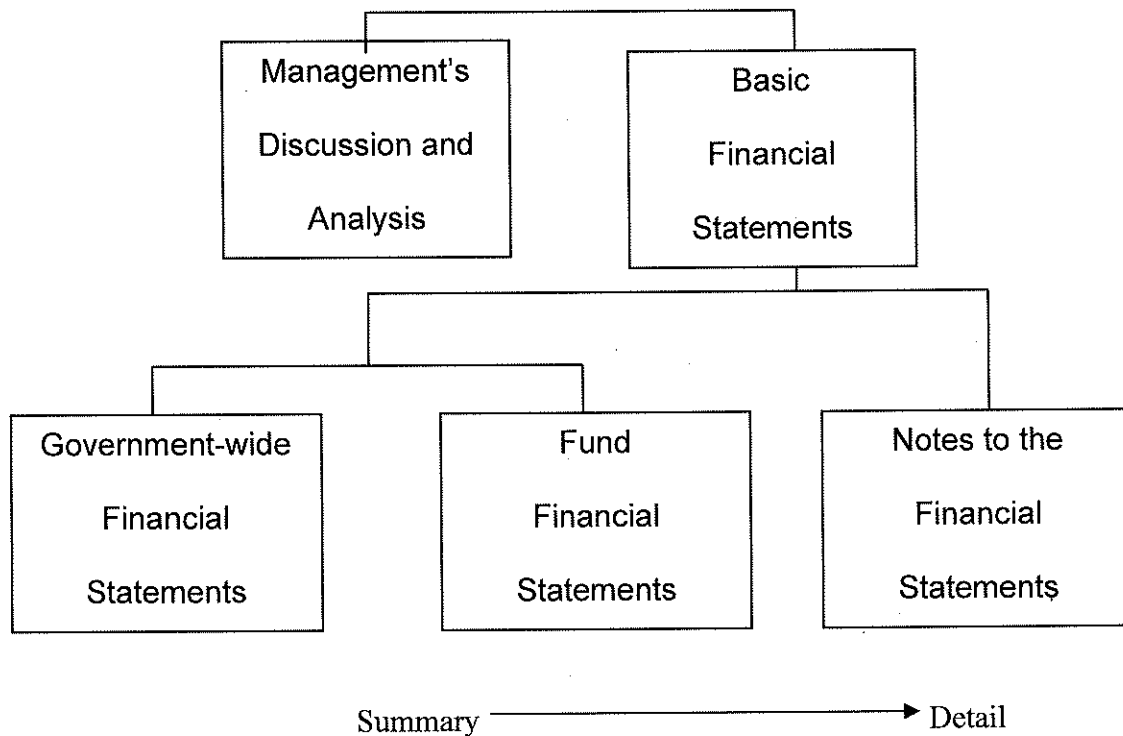 Management's
Discussion and
Analysis
Basic
Financial
Statements
Government-wide
Financial
Statements
Fund
Financial
Statements
Notes to the
Financial
Statements
Summary
Detail